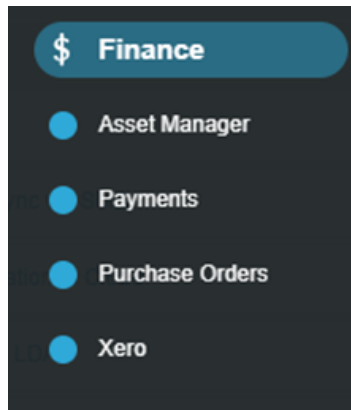 $ Finance
Asset Manager
Payments
Purchase Orders
Xero